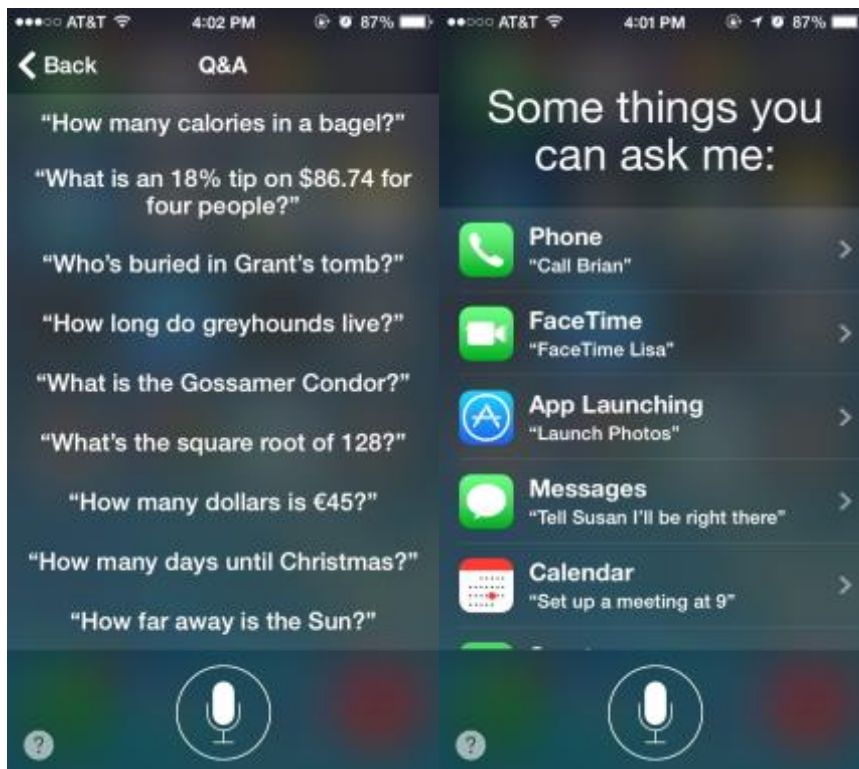 AT&T 4:02 PM 87%
Back Q&A
“How many calories in a bagel?”
“What is an 18% tip on $86.74 for
four people?”
“Who’s buried in Grant’s tomb?”
“How long do greyhounds live?”
“What is the Gossamer Condor?”
“What’s the square root of 128?”
“How many dollars is €45?”
“How many days until Christmas?”
“How far away is the Sun?”
?
AT&T 4:01 PM 87%
Some things you
can ask me:
Phone
“Call Brian”
FaceTime
“FaceTime Lisa”
App Launching
“Launch Photos”
Messages
“Tell Susan I’ll be right there”
Calendar
“Set up a meeting at 9”
?